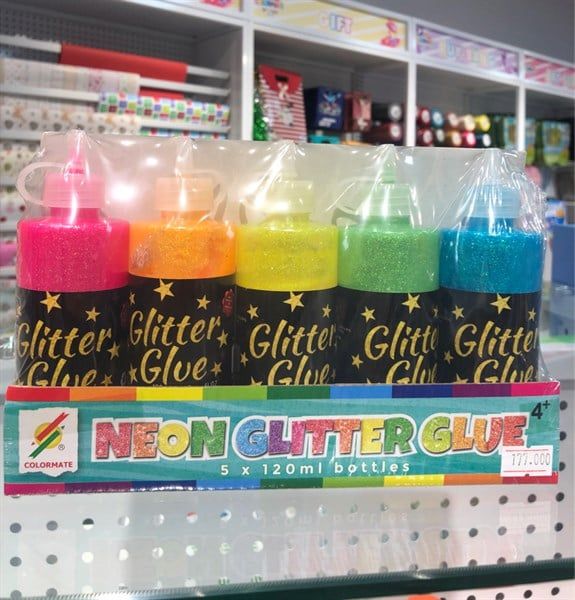 GIFT
Glitter
Glue
Glitter
Glue
Glitter
Glue
Glitter
Glue
Glitter
Glue
COLORMATE
®
NEON GLITTER GLUE
4+
5 x 120ml bottles
177.000